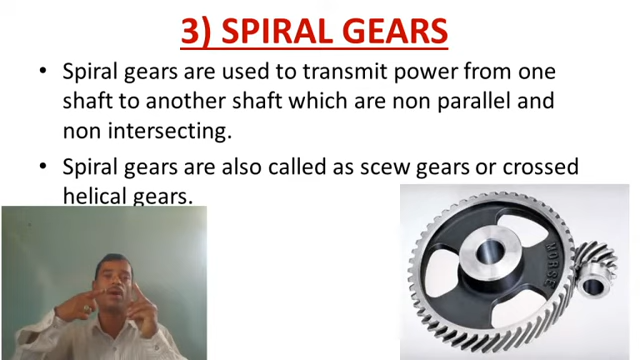 3) SPIRAL GEARS
• Spiral gears are used to transmit power from one
shaft to another shaft which are non parallel and
non intersecting.
• Spiral gears are also called as scew gears or crossed
helical gears.
MORSE